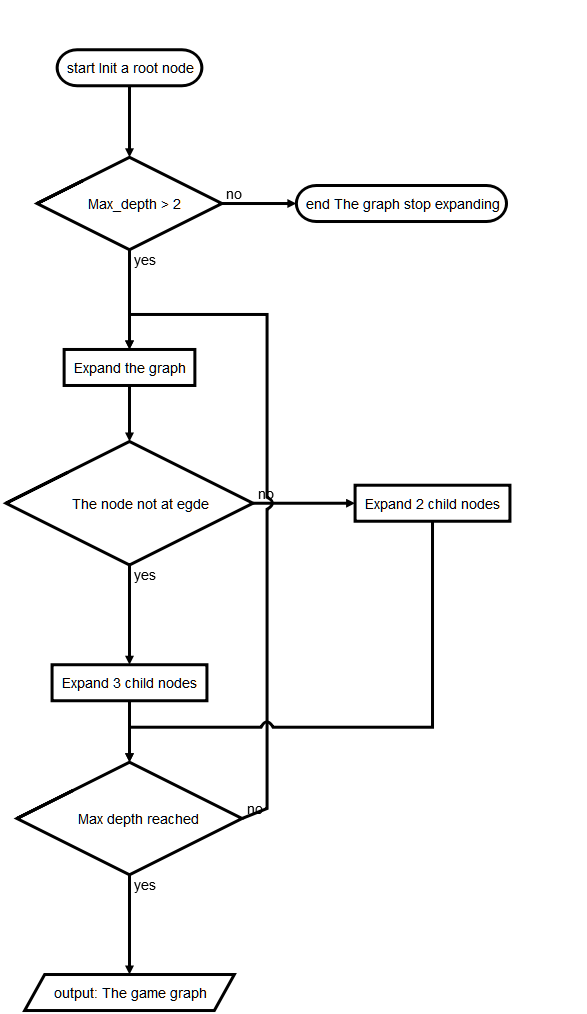 start Init a root node
Max_depth > 2
no
end The graph stop expanding
yes
Expand the graph
The node not at egde
no
Expand 2 child nodes
yes
Expand 3 child nodes
Max depth reached
no
yes
output: The game graph